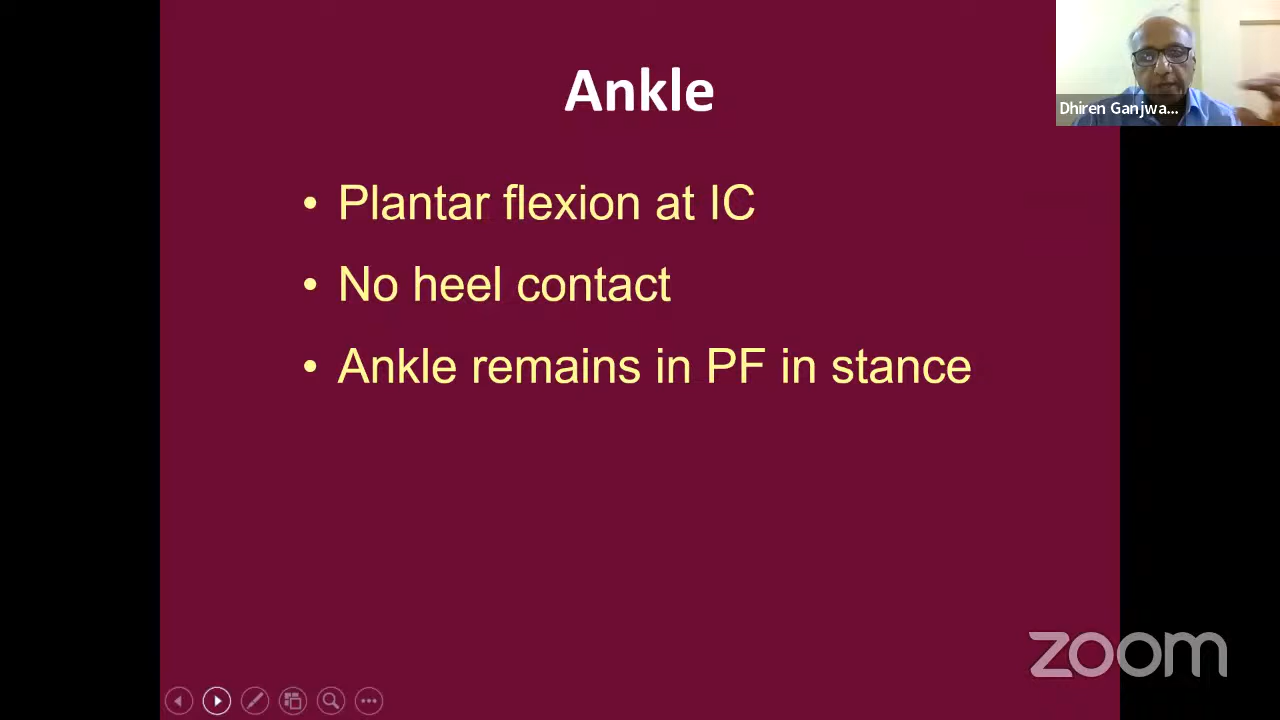 Ankle
Dhiren Ganjwa...
• Plantar flexion at IC
• No heel contact
• Ankle remains in PF in stance
zoom